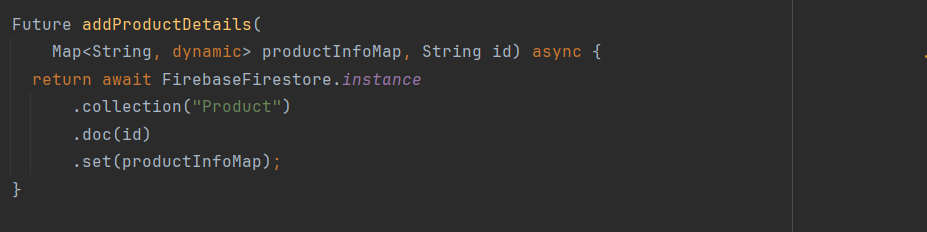 Future addProductDetails(
Map<String, dynamic> productInfoMap, String id) async {
return await FirebaseFirestore.instance
.collection("Product")
.doc(id)
.set(productInfoMap);
}